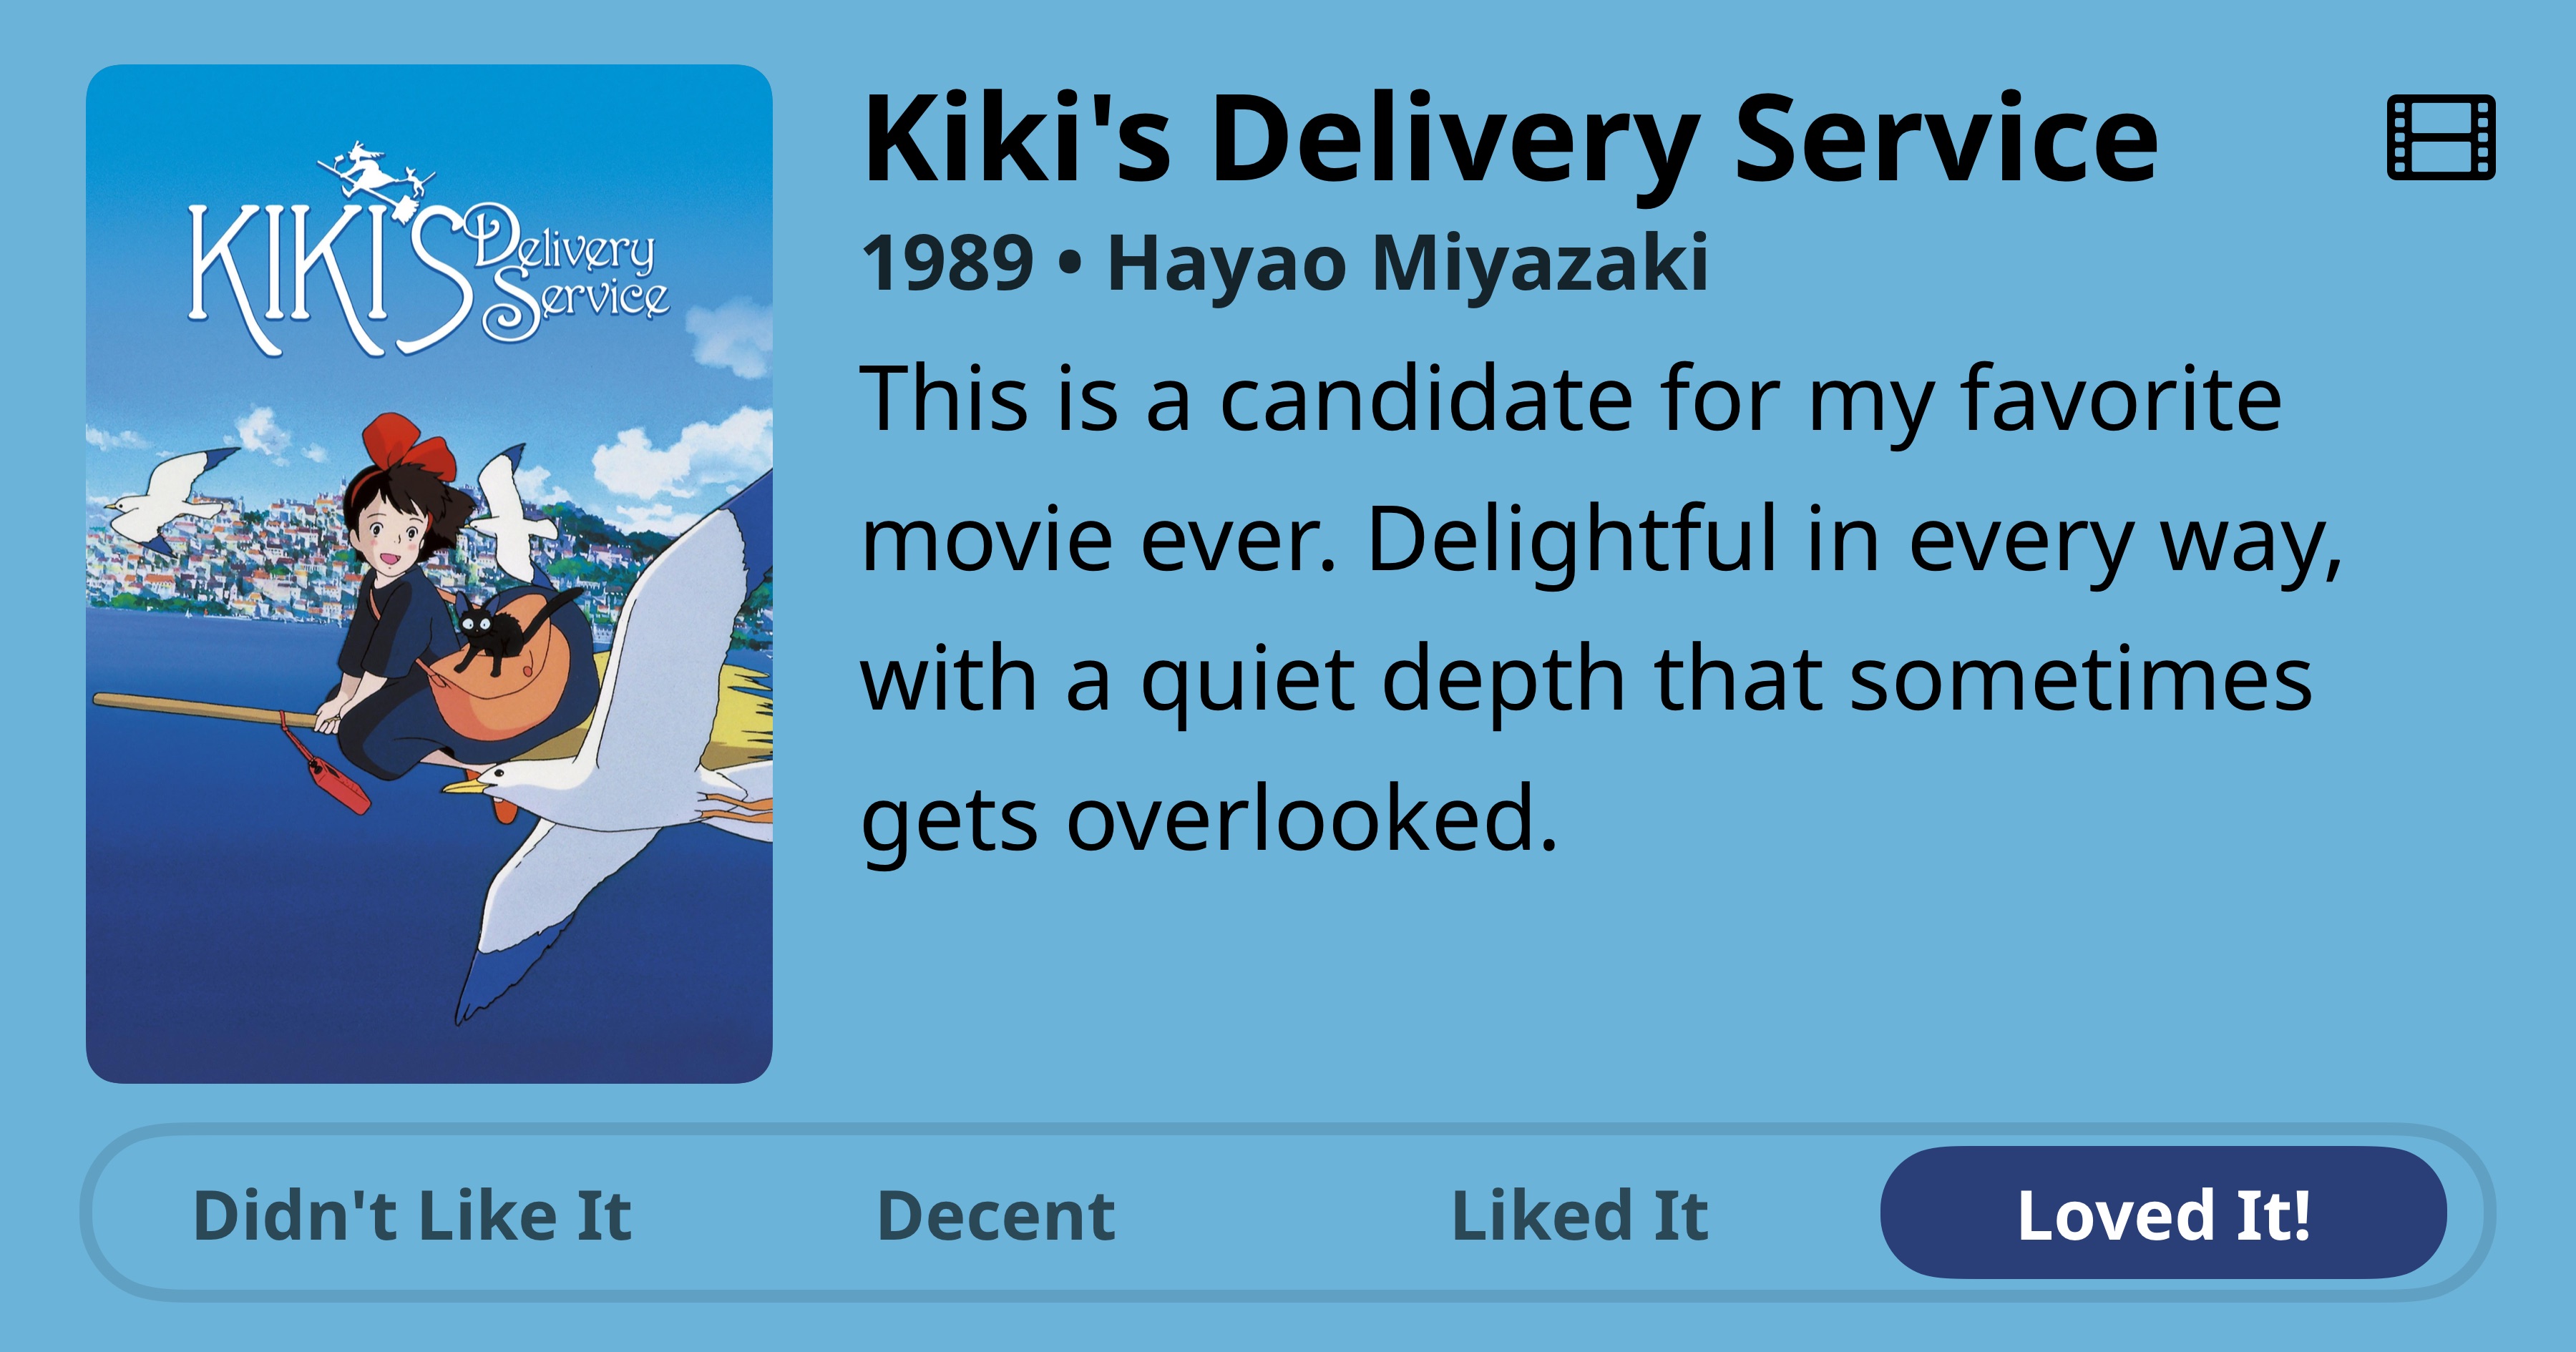 KIKI'S Delivery
Service
Kiki's Delivery Service
1989 • Hayao Miyazaki
This is a candidate for my favorite
movie ever. Delightful in every way,
with a quiet depth that sometimes
gets overlooked.
Didn't Like It
Decent
Liked It
Loved It!